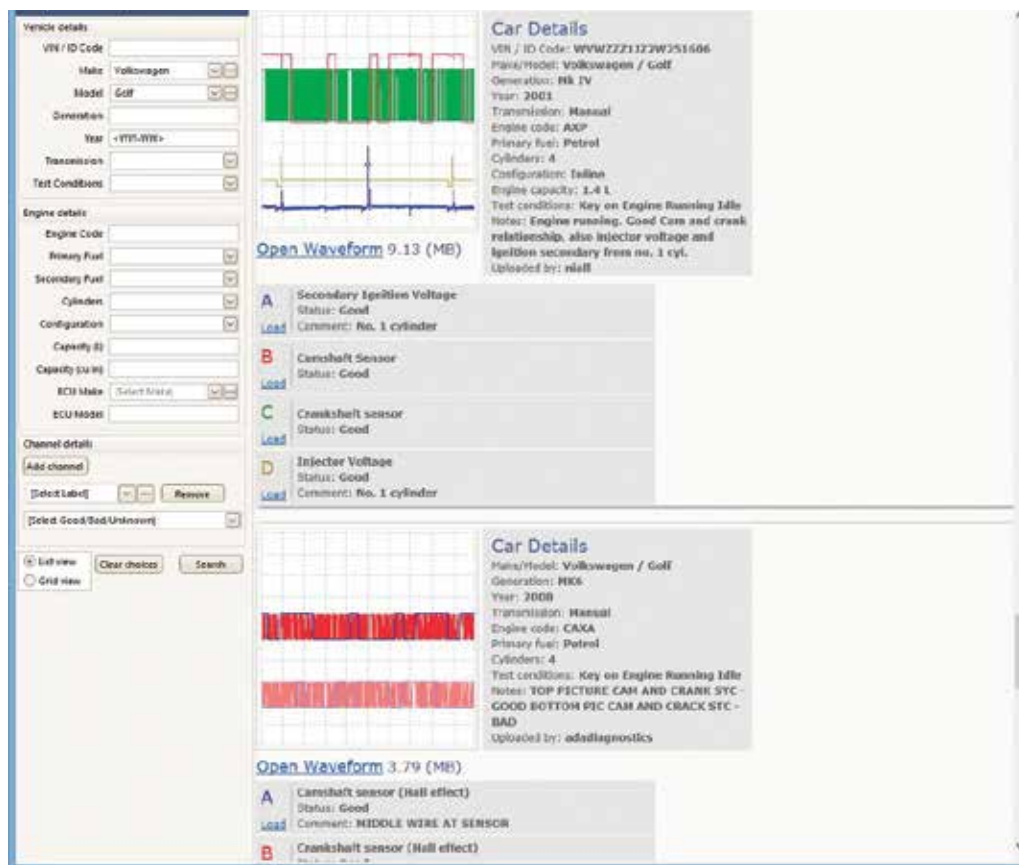 Vehicle details
VIN / ID Code
Make Volkswagen
Model Golf
Generation
Year <YYYY-YYYY>
Transmission
Test Conditions
Engine details
Engine Code
Primary Fuel
Secondary Fuel
Cylinders
Configuration
Capacity (l)
Capacity (cu in)
ECU Make [Select Make]
ECU Model
Channel details
Add channel
[Select Label] Remove
[Select Good/Bad/Unknown]
List view
Grid view
Clear choices
Search
Open Waveform 9.13 (MB)
Car Details
VIN / ID Code:
Make/Model: Volkswagen / Golf
Generation: Mk IV
Year: 2001
Transmission: Manual
Engine code: AXP
Primary fuel: Petrol
Cylinders: 4
Configuration: Inline
Engine capacity: 1.4 L
Test conditions: Key on Engine Running Idle
Notes: Engine running. Good Cam and crank
relationship, also injector voltage and
ignition secondary from no. 1 cyl.
Uploaded by: niall
A Secondary Ignition Voltage
Status: Good
Load Comment: No. 1 cylinder
B Camshaft Sensor
Status: Good
Load
C Crankshaft sensor
Status: Good
Load
D Injector Voltage
Status: Good
Load Comment: No. 1 cylinder
Open Waveform 3.79 (MB)
Car Details
Make/Model: Volkswagen / Golf
Generation: MK6
Year: 2008
Transmission: Manual
Engine code: CAXA
Primary fuel: Petrol
Cylinders: 4
Test conditions: Key on Engine Running Idle
Notes: TOP PICTURE CAM AND CRANK SYC -
GOOD BOTTOM PIC CAM AND CRACK STC -
BAD
Uploaded by: adadiagnostics
A Camshaft sensor (Hall effect)
Status: Good
Load Comment: MIDDLE WIRE AT SENSOR
B Crankshaft sensor (Hall effect)